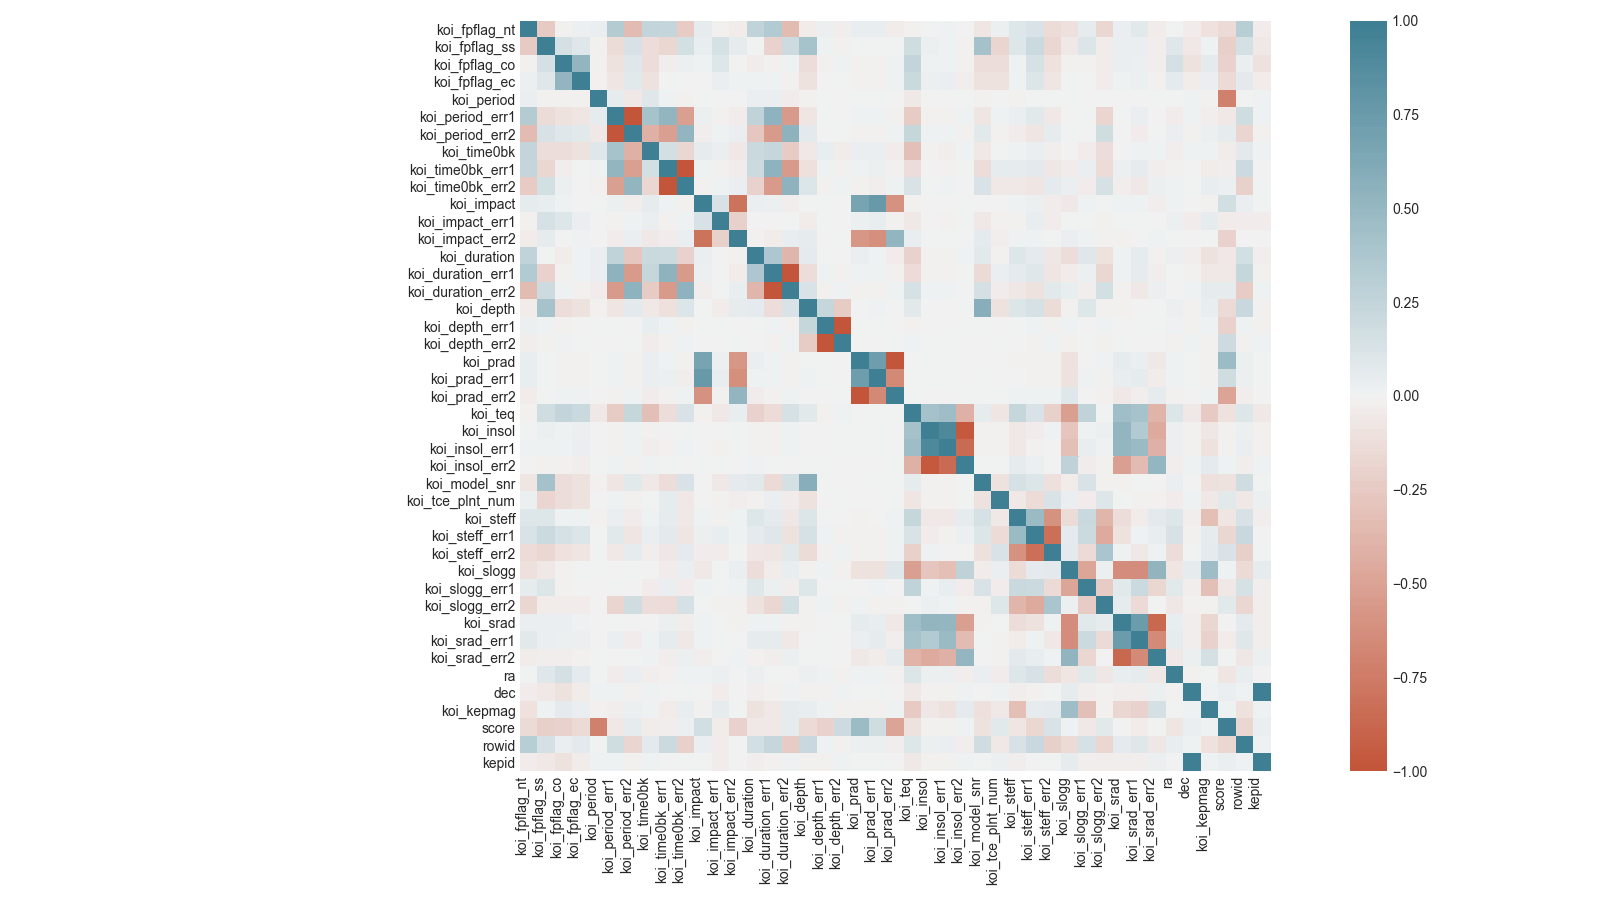 koi_fpflag_nt
koi_fpflag_ss
koi_fpflag_co
koi_fpflag_ec
koi_period
koi_period_err1
koi_period_err2
koi_time0bk
koi_time0bk_err1
koi_time0bk_err2
koi_impact
koi_impact_err1
koi_impact_err2
koi_duration
koi_duration_err1
koi_duration_err2
koi_depth
koi_depth_err1
koi_depth_err2
koi_prad
koi_prad_err1
koi_prad_err2
koi_teq
koi_insol
koi_insol_err1
koi_insol_err2
koi_model_snr
koi_tce_plnt_num
koi_steff
koi_steff_err1
koi_steff_err2
koi_slogg
koi_slogg_err1
koi_slogg_err2
koi_srad
koi_srad_err1
koi_srad_err2
ra
dec
koi_kepmag
score
rowid
kepid
koi_fpflag_nt
koi_fpflag_ss
koi_fpflag_co
koi_fpflag_ec
koi_period
koi_period_err1
koi_period_err2
koi_time0bk
koi_time0bk_err1
koi_time0bk_err2
koi_impact
koi_impact_err1
koi_impact_err2
koi_duration
koi_duration_err1
koi_duration_err2
koi_depth
koi_depth_err1
koi_depth_err2
koi_prad
koi_prad_err1
koi_prad_err2
koi_teq
koi_insol
koi_insol_err1
koi_insol_err2
koi_model_snr
koi_tce_plnt_num
koi_steff
koi_steff_err1
koi_steff_err2
koi_slogg
koi_slogg_err1
koi_slogg_err2
koi_srad
koi_srad_err1
koi_srad_err2
ra
dec
koi_kepmag
score
rowid
kepid
1.00
0.75
0.50
0.25
0.00
−0.25
−0.50
−0.75
−1.00